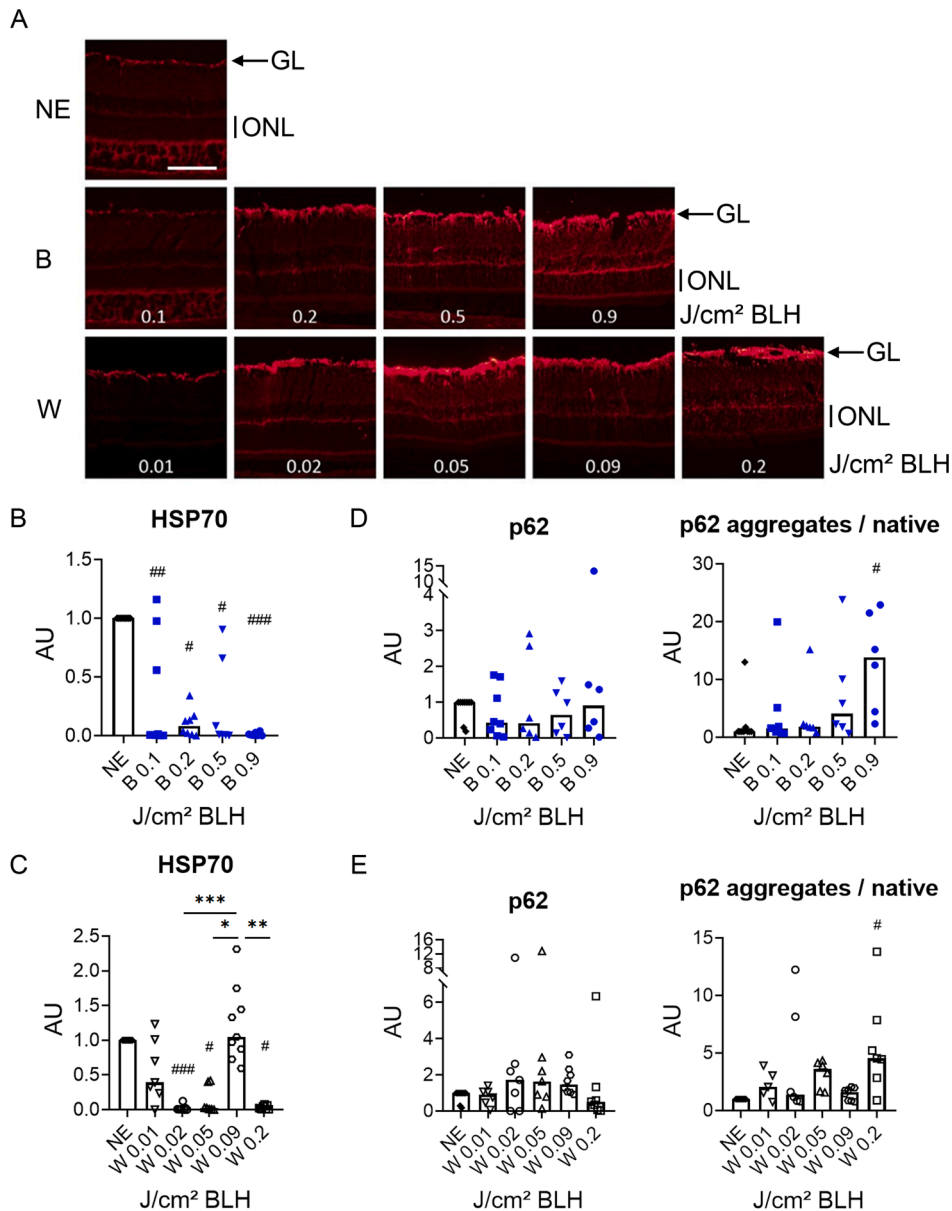 A
NE
GL
ONL
B
0.1
0.2
0.5
0.9
GL
ONL
J/cm² BLH
W
0.01
0.02
0.05
0.09
0.2
GL
ONL
J/cm² BLH
B
HSP70
AU
1.5
1.0
0.5
0.0
##
#
#
###
NE
B 0.1
B 0.2
B 0.5
B 0.9
J/cm² BLH
D
p62
AU
15
10
4
3
2
1
0
NE
B 0.1
B 0.2
B 0.5
B 0.9
J/cm² BLH
p62 aggregates / native
AU
30
20
10
0
#
NE
B 0.1
B 0.2
B 0.5
B 0.9
J/cm² BLH
C
HSP70
AU
2.5
2.0
1.5
1.0
0.5
0.0
***
*
**
###
#
#
NE
W 0.01
W 0.02
W 0.05
W 0.09
W 0.2
J/cm² BLH
E
p62
AU
16
12
8
6
4
2
0
NE
W 0.01
W 0.02
W 0.05
W 0.09
W 0.2
J/cm² BLH
p62 aggregates / native
AU
15
10
5
0
#
NE
W 0.01
W 0.02
W 0.05
W 0.09
W 0.2
J/cm² BLH